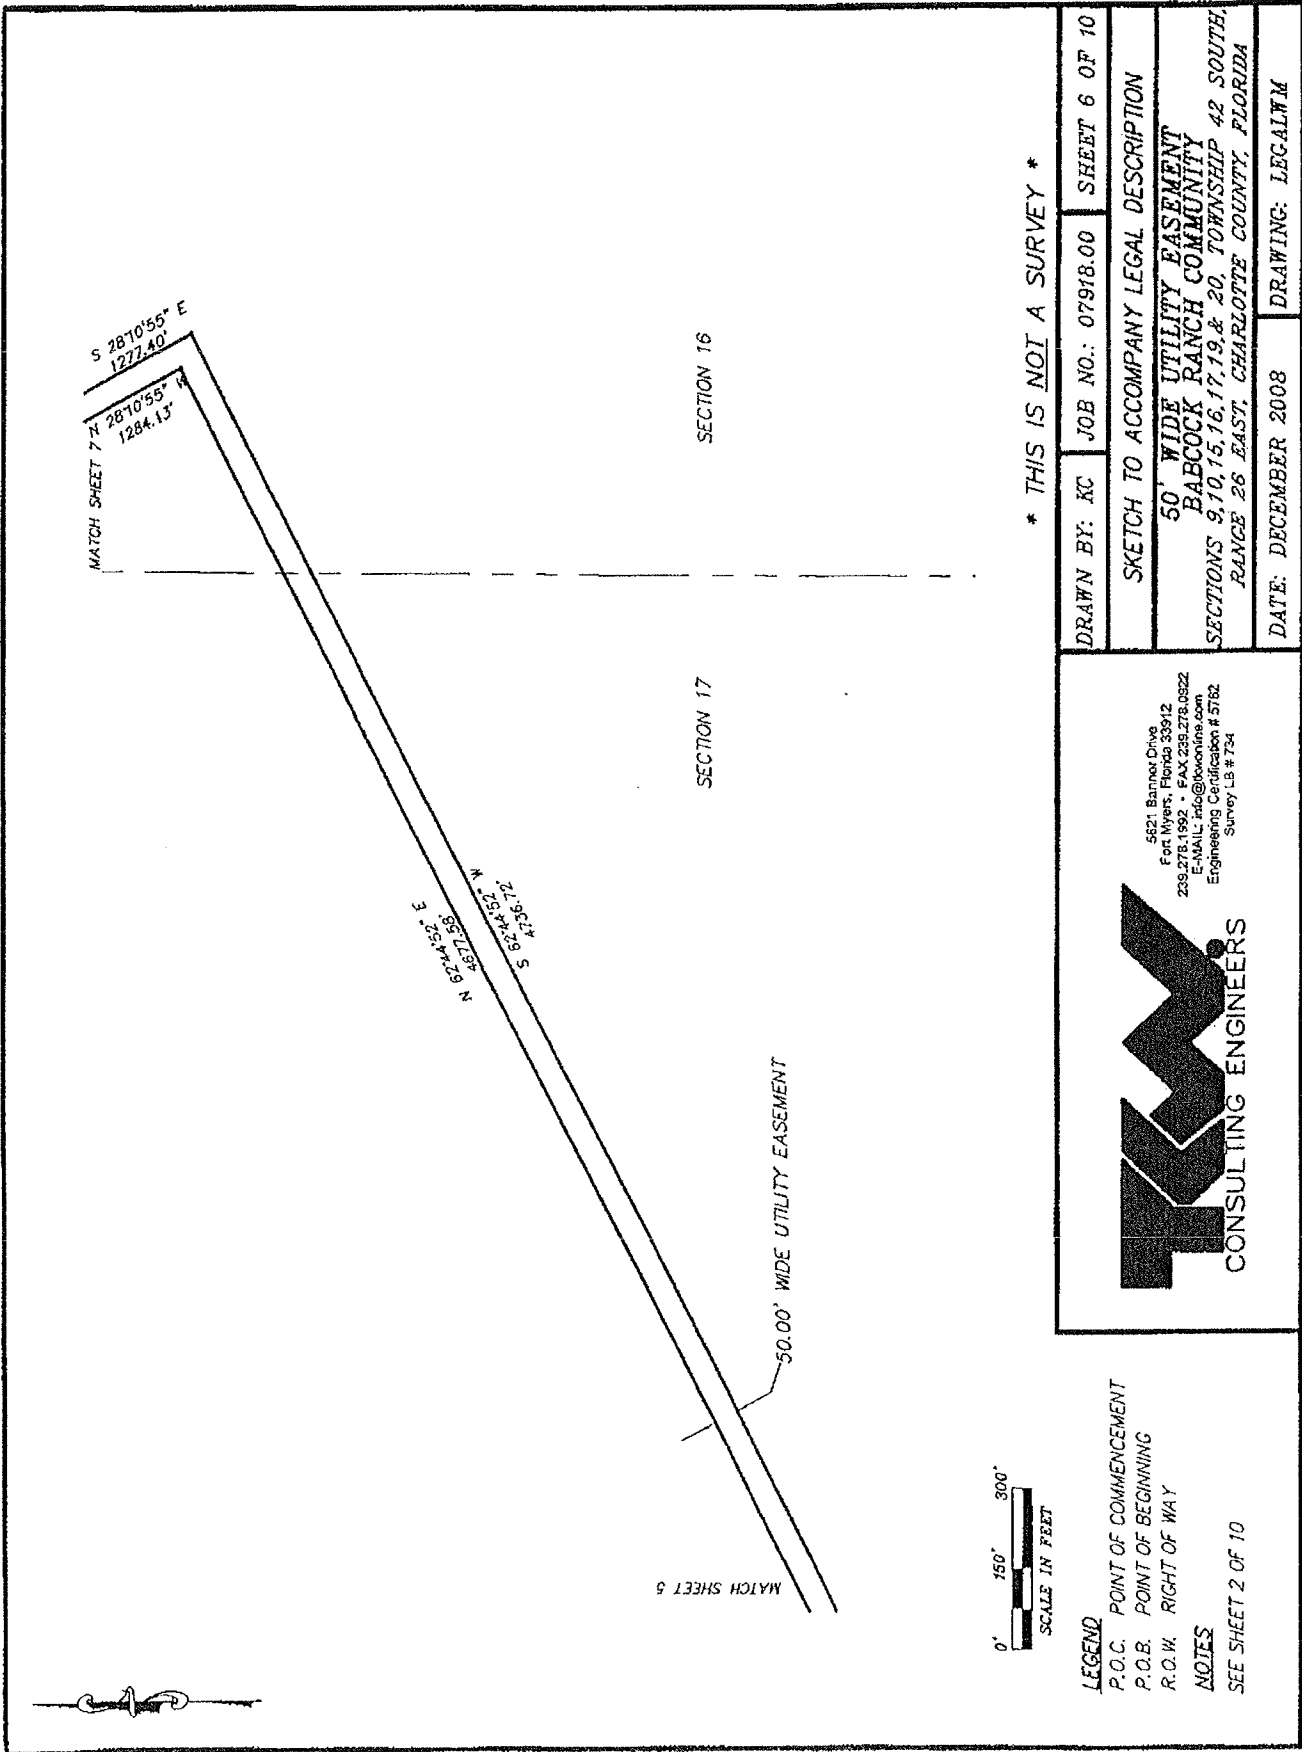 S 28°10'55" E
1277.40'
N 28°10'55" W
1284.13'
MATCH SHEET 7
SECTION 16
SECTION 17
N 62°44'52" E
4677.58'
S 62°44'52" W
4736.72'
50.00' WIDE UTILITY EASEMENT
MATCH SHEET 5
0' 150' 300'
SCALE IN FEET
* THIS IS NOT A SURVEY *
LEGEND
P.O.C. POINT OF COMMENCEMENT
P.O.B. POINT OF BEGINNING
R.O.W. RIGHT OF WAY
NOTES
SEE SHEET 2 OF 10
TKW
CONSULTING ENGINEERS
5621 Banner Drive
Fort Myers, Florida 33912
239.278.1992 • FAX 239.278.0922
E-MAIL: info@tkwonline.com
Engineering Certification # 5762
Survey LB # 734
DRAWN BY: KC
JOB NO.: 07918.00
SHEET 6 OF 10
SKETCH TO ACCOMPANY LEGAL DESCRIPTION
50' WIDE UTILITY EASEMENT
BABCOCK RANCH COMMUNITY
SECTIONS 9,10,15,16,17,19,& 20, TOWNSHIP 42 SOUTH,
RANGE 26 EAST, CHARLOTTE COUNTY, FLORIDA
DATE: DECEMBER 2008
DRAWING: LEGALWM